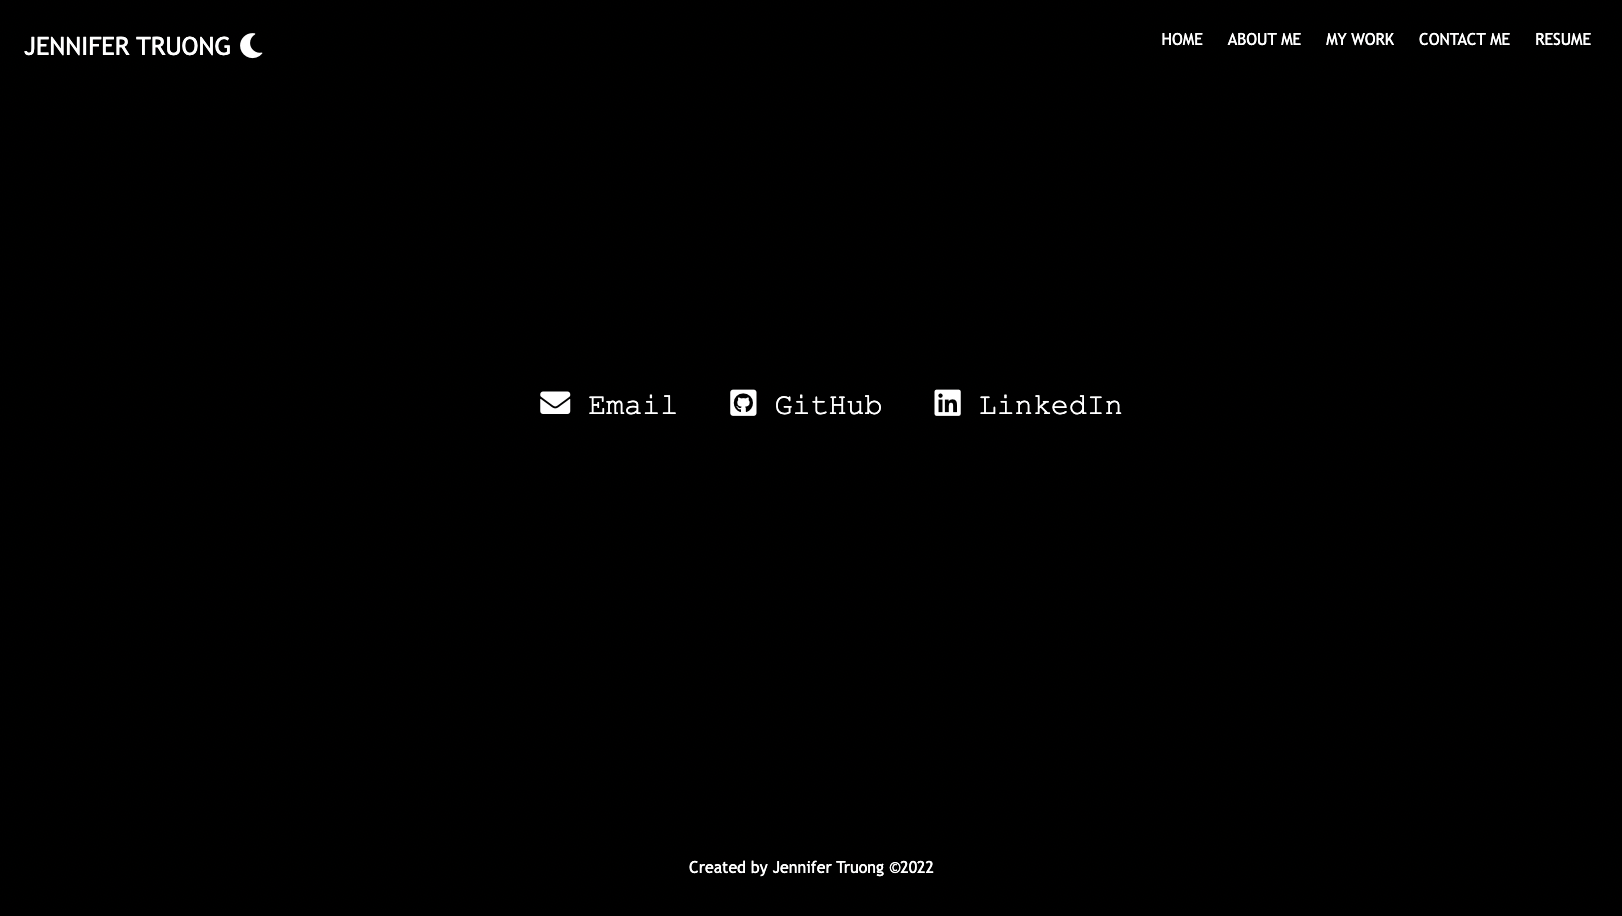 JENNIFER TRUONG
HOME ABOUT ME MY WORK CONTACT ME RESUME
Email GitHub LinkedIn
Created by Jennifer Truong ©2022